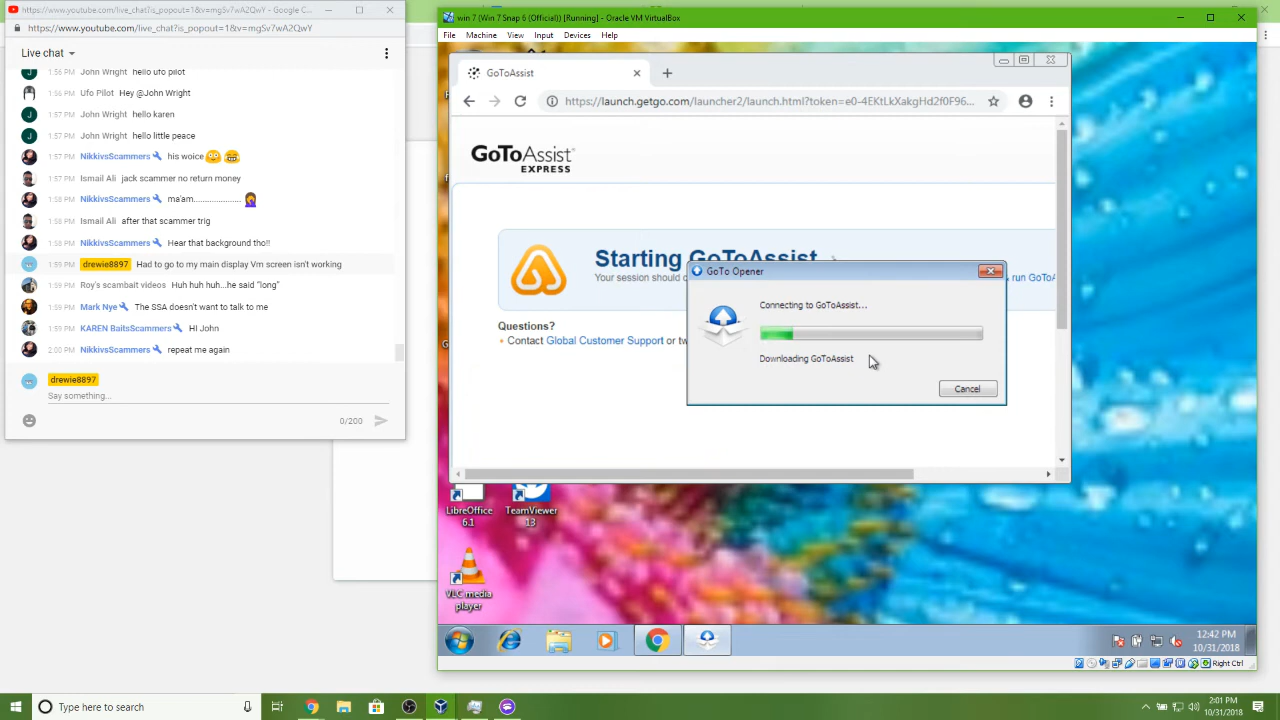 https://www.youtube.com/live_chat?is_popout=1&v=mgSv7wA2QwY - Google C...
https://www.youtube.com/live_chat?is_popout=1&v=mgSv7wA2QwY
Live chat
1:56 PM John Wright hello ufo pilot
1:56 PM Ufo Pilot Hey @John Wright
1:57 PM John Wright hello karen
1:57 PM John Wright hello little peace
1:57 PM NikkivsScammers his woice
1:58 PM Ismail Ali jack scammer no return money
1:58 PM NikkivsScammers ma'am......................
1:58 PM Ismail Ali after that scammer trig
1:58 PM NikkivsScammers Hear that background tho!!
1:59 PM drewie8897 Had to go to my main display Vm screen isn't working
1:59 PM Roy's scambait videos Huh huh huh...he said "long"
1:59 PM Mark Nye The SSA doesn't want to talk to me
1:59 PM KAREN BaitsScammers HI John
2:00 PM NikkivsScammers repeat me again
drewie8897
Say something...
0/200
win 7 (Win 7 Snap 6 (Official)) [Running] - Oracle VM VirtualBox
File Machine View Input Devices Help
GoToAssist
https://launch.getgo.com/launcher2/launch.html?token=e0-4EKtLkXakgHd2f0F96...
GoToAssist
EXPRESS
Starting GoToAssist
Your session should
& run GoToA
Questions?
• Contact Global Customer Support or tw
GoTo Opener
Connecting to GoToAssist...
Downloading GoToAssist
Cancel
LibreOffice
6.1
TeamViewer
13
VLC media
player
12:42 PM
10/31/2018
Right Ctrl
Type here to search
2:01 PM
10/31/2018